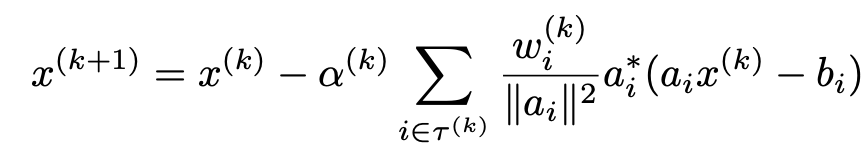 x^{(k+1)} = x^{(k)} - \alpha^{(k)} \sum_{i \in \tau^{(k)}} \frac{w_i^{(k)}}{\|a_i\|^2} a_i^* (a_i x^{(k)} - b_i)